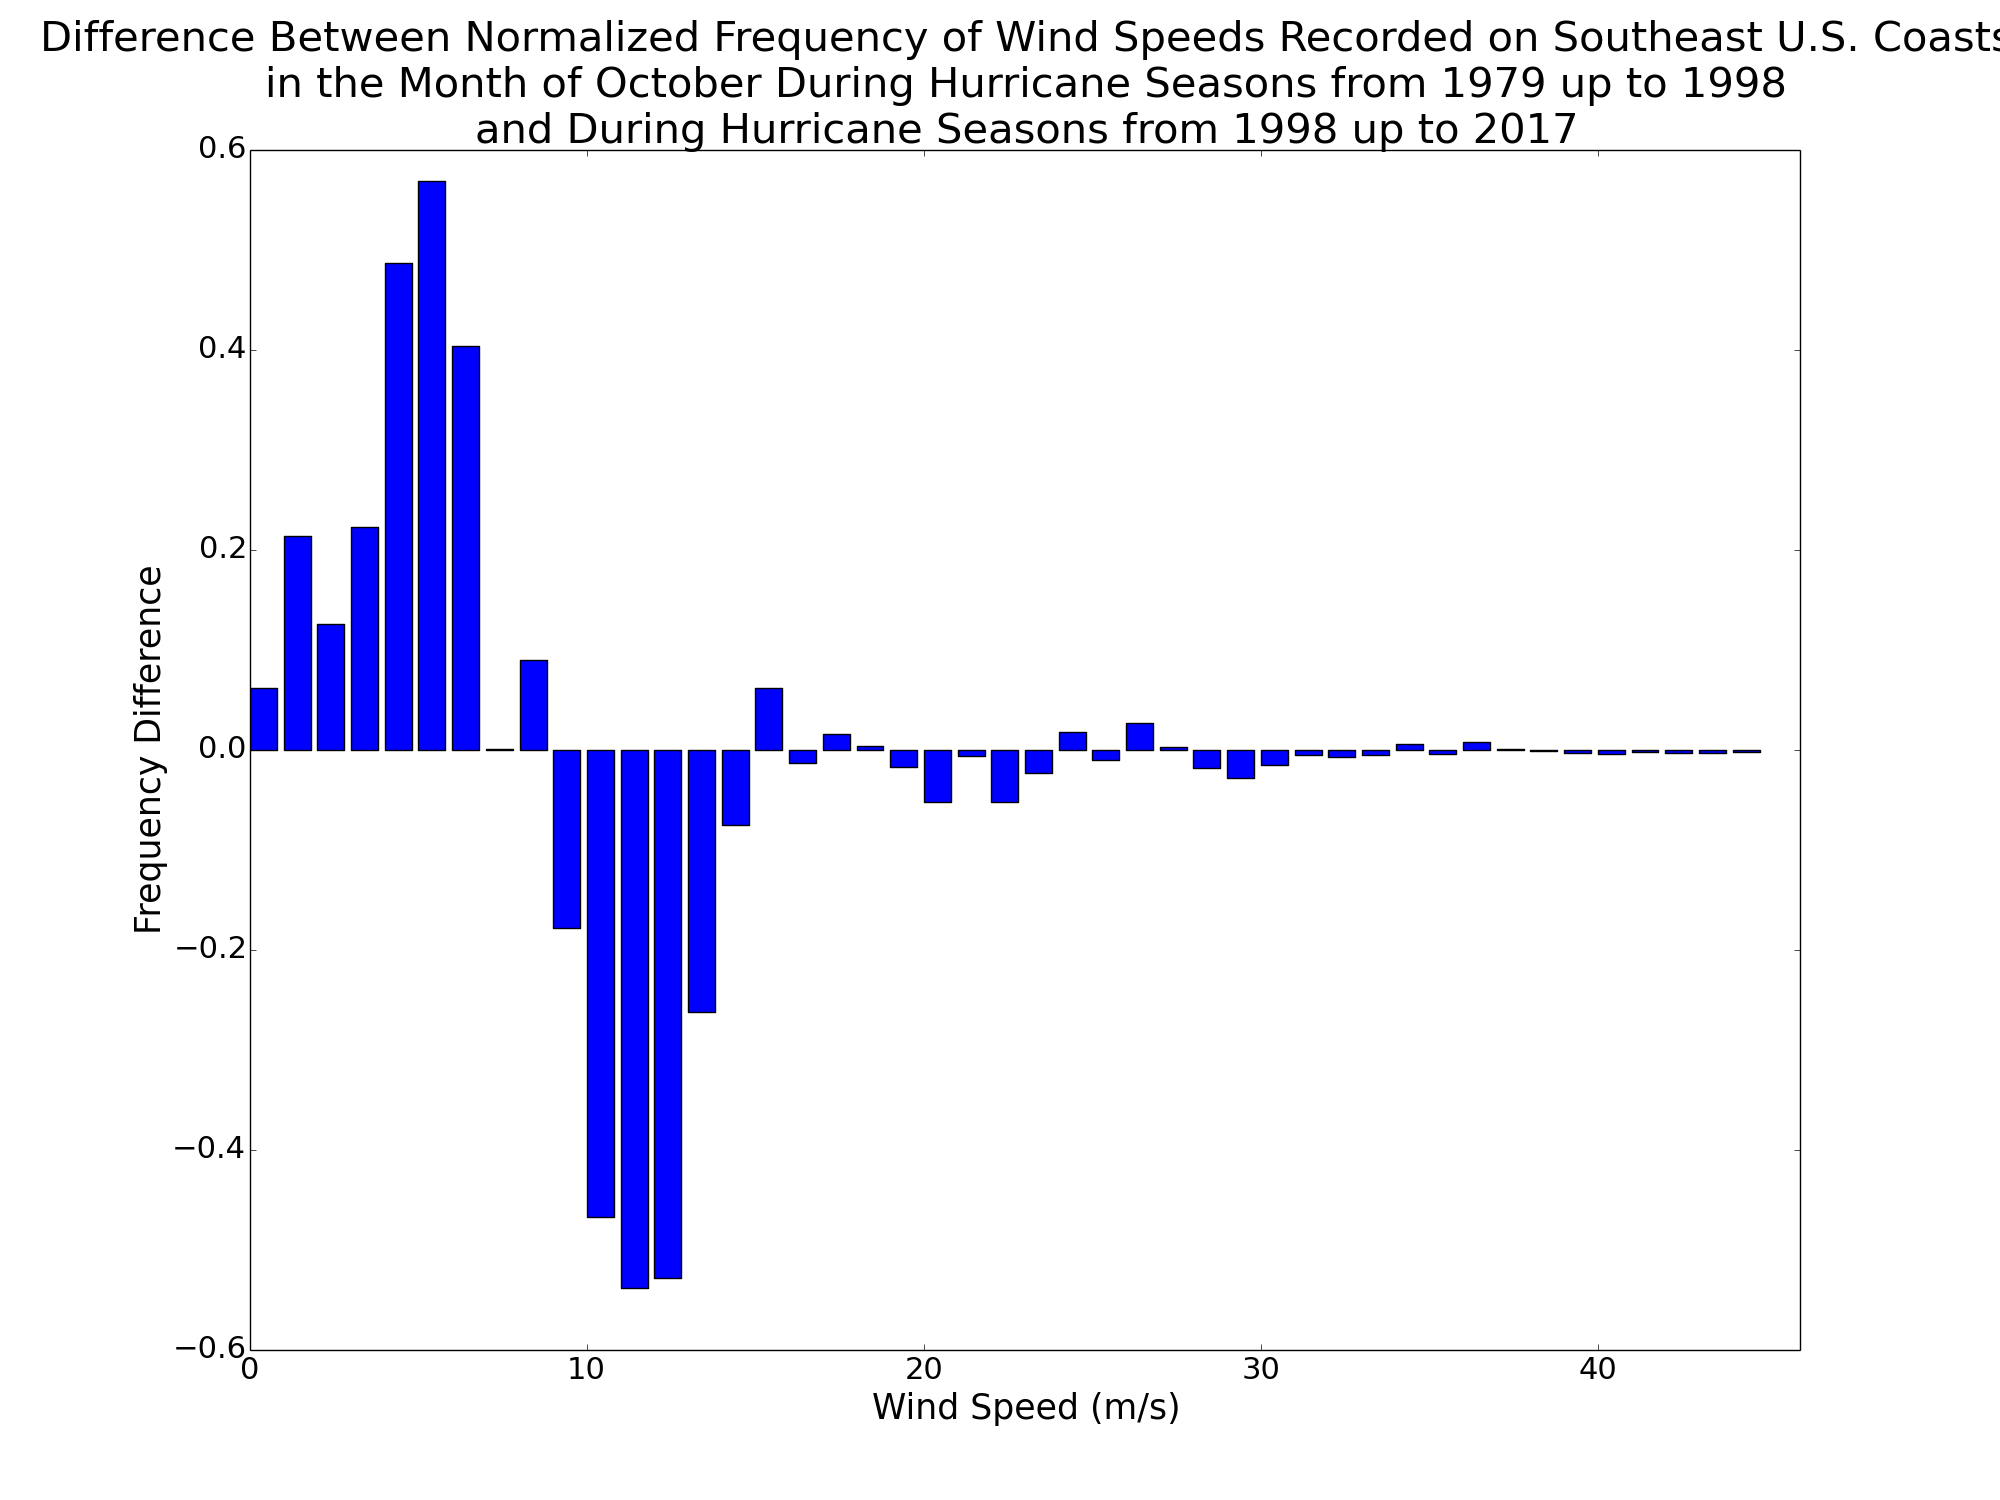 Difference Between Normalized Frequency of Wind Speeds Recorded on Southeast U.S. Coasts
in the Month of October During Hurricane Seasons from 1979 up to 1998
and During Hurricane Seasons from 1998 up to 2017
0.6
0.4
0.2
0.0
−0.2
−0.4
−0.6
Frequency Difference
0 10 20 30 40
Wind Speed (m/s)